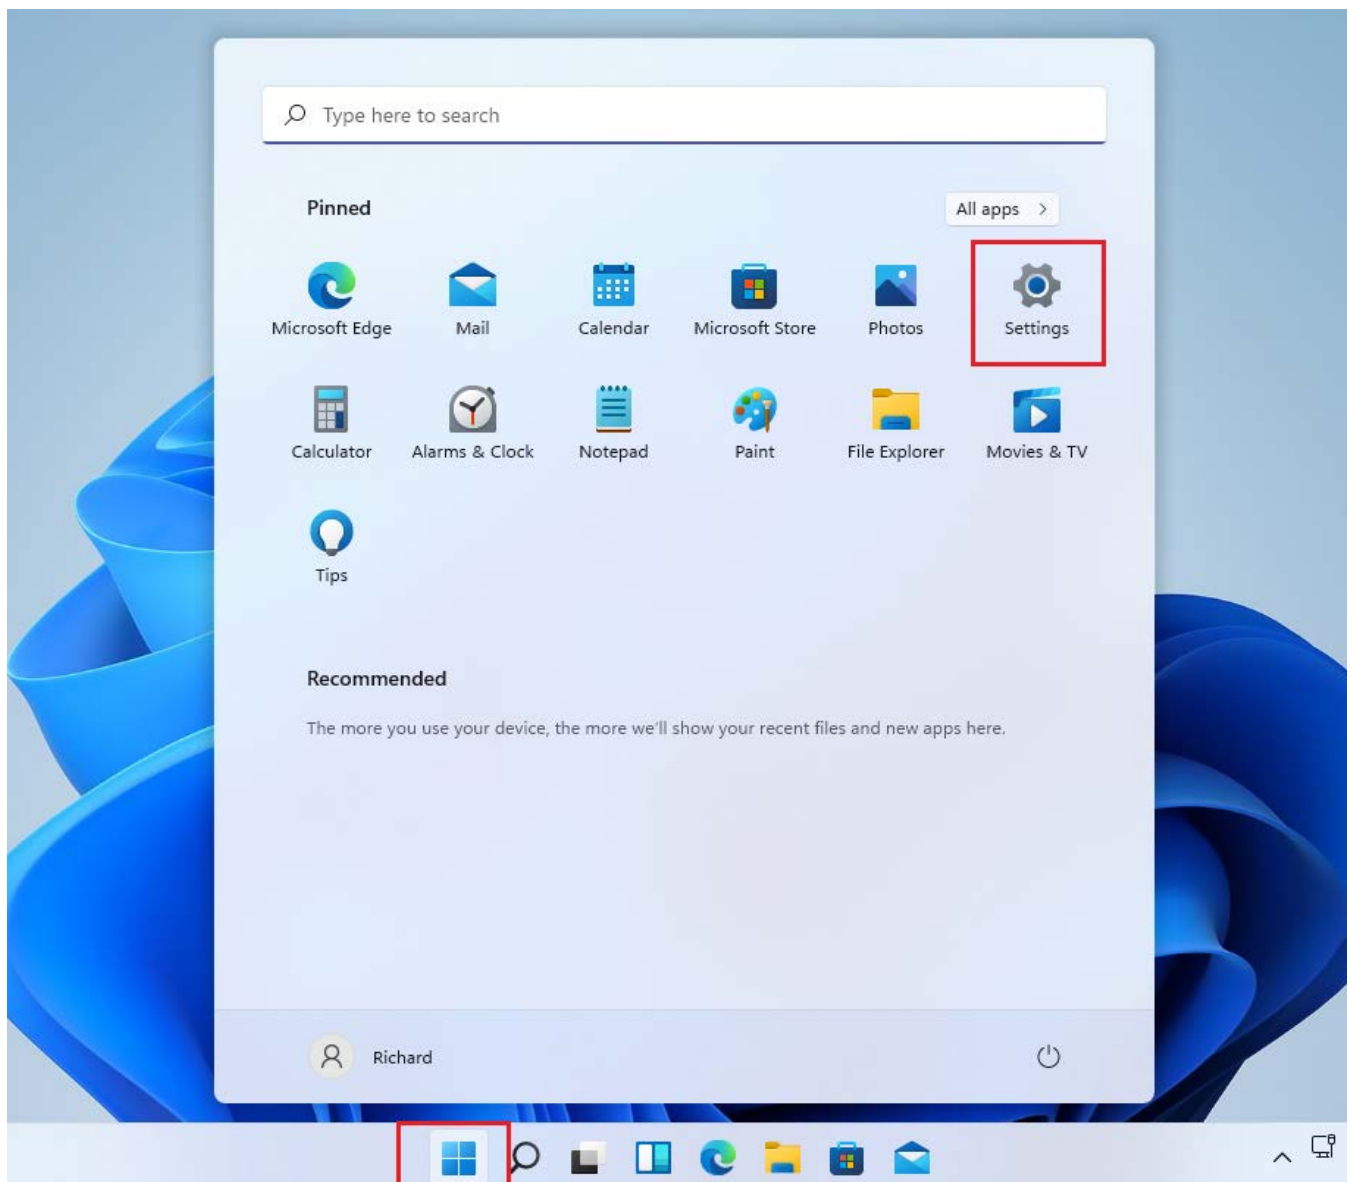 Type here to search
Pinned
All apps >
Microsoft Edge
Mail
Calendar
Microsoft Store
Photos
Settings
Calculator
Alarms & Clock
Notepad
Paint
File Explorer
Movies & TV
Tips
Recommended
The more you use your device, the more we'll show your recent files and new apps here.
Richard